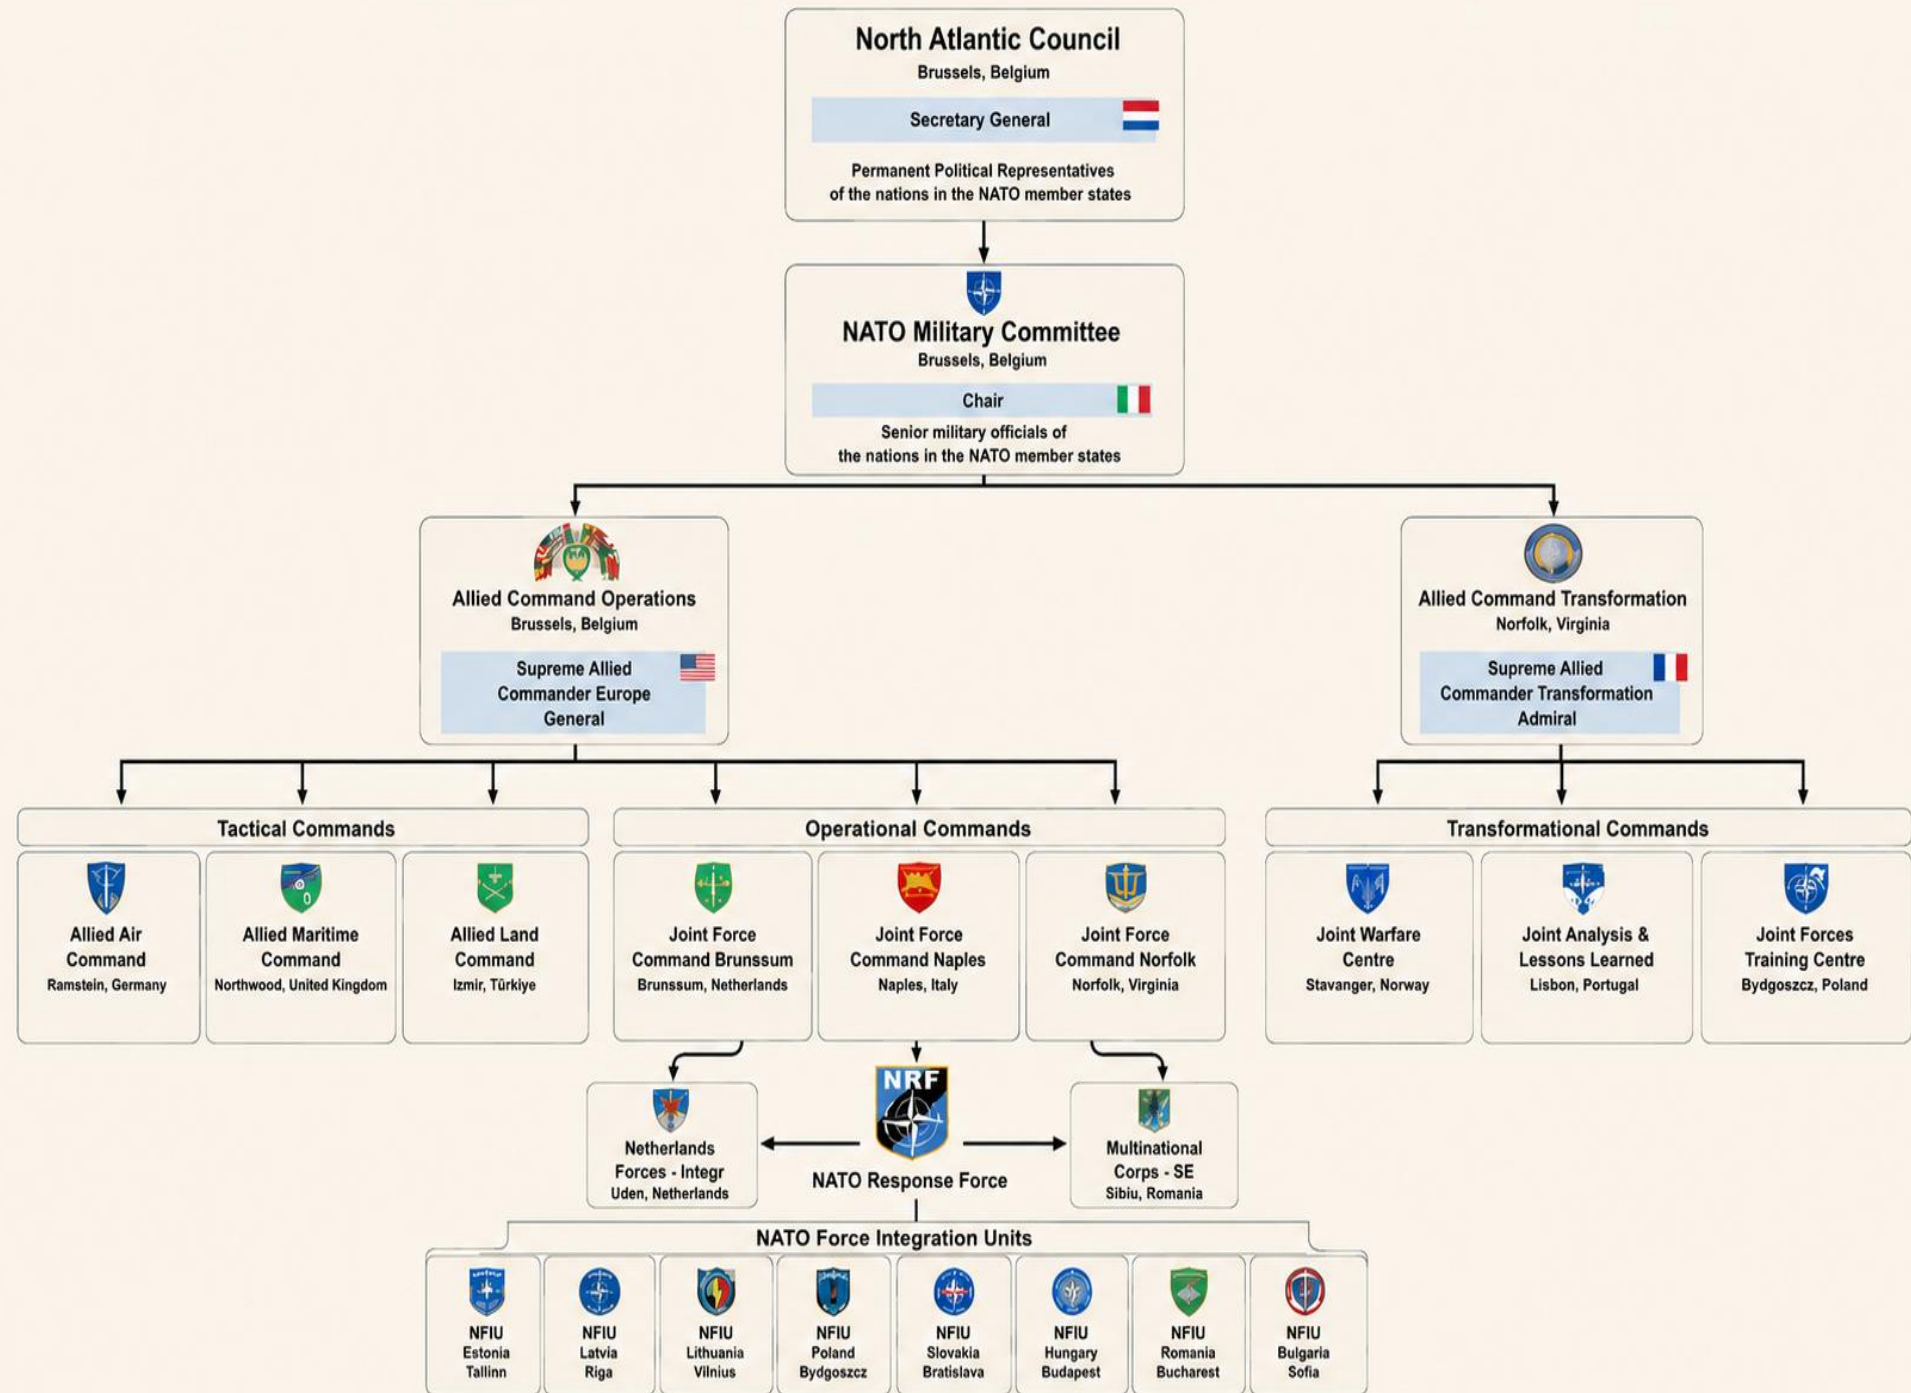 North Atlantic Council
Brussels, Belgium
Secretary General
Permanent Political Representatives
of the nations in the NATO member states
NATO Military Committee
Brussels, Belgium
Chair
Senior military officials of
the nations in the NATO member states
Allied Command Operations
Brussels, Belgium
Supreme Allied
Commander Europe
General
Allied Command Transformation
Norfolk, Virginia
Supreme Allied
Commander Transformation
Admiral
Tactical Commands
Allied Air
Command
Ramstein, Germany
Allied Maritime
Command
Northwood, United Kingdom
Allied Land
Command
Izmir, Türkiye
Operational Commands
Joint Force
Command Brunssum
Brunssum, Netherlands
Joint Force
Command Naples
Naples, Italy
Joint Force
Command Norfolk
Norfolk, Virginia
Transformational Commands
Joint Warfare
Centre
Stavanger, Norway
Joint Analysis &
Lessons Learned
Lisbon, Portugal
Joint Forces
Training Centre
Bydgoszcz, Poland
Netherlands
Forces - Integr
Uden, Netherlands
NRF
NATO Response Force
Multinational
Corps - SE
Sibiu, Romania
NATO Force Integration Units
NFIU
Estonia
Tallinn
NFIU
Latvia
Riga
NFIU
Lithuania
Vilnius
NFIU
Poland
Bydgoszcz
NFIU
Slovakia
Bratislava
NFIU
Hungary
Budapest
NFIU
Romania
Bucharest
NFIU
Bulgaria
Sofia